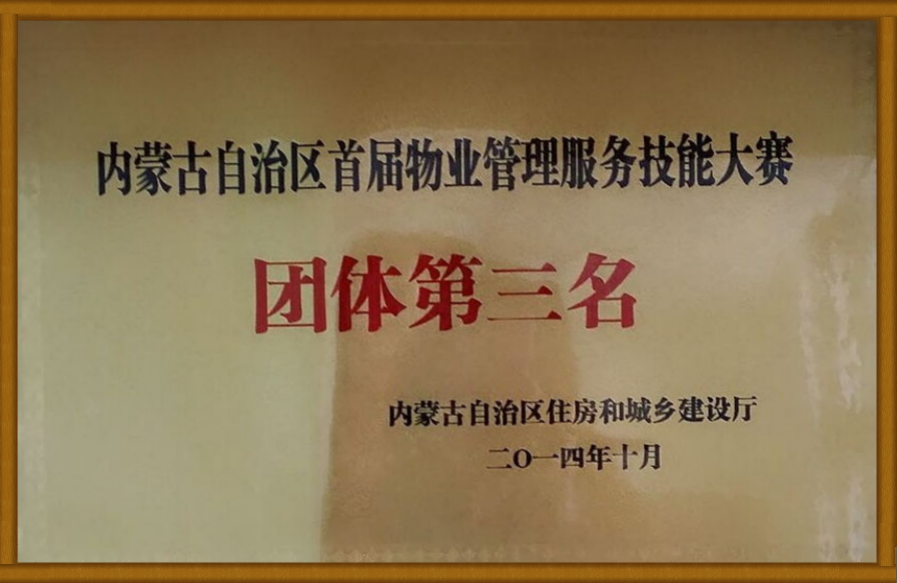 内蒙古自治区首届物业管理服务技能大赛
团体第三名
内蒙古自治区住房和城乡建设厅
二〇一四年十月